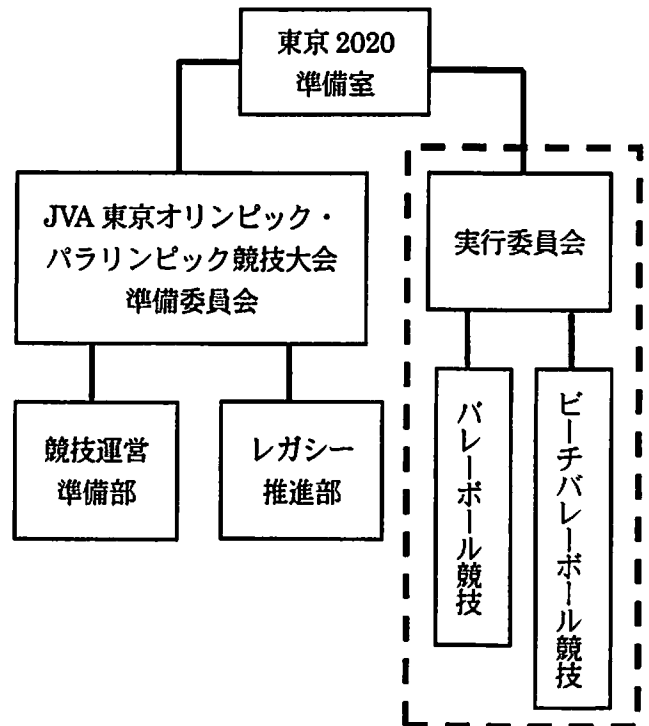 東京 2020
準備室
JVA 東京オリンピック・
パラリンピック競技大会
準備委員会
実行委員会
競技運営
準備部
レガシー
推進部
バレーボール競技
ビーチバレーボール競技